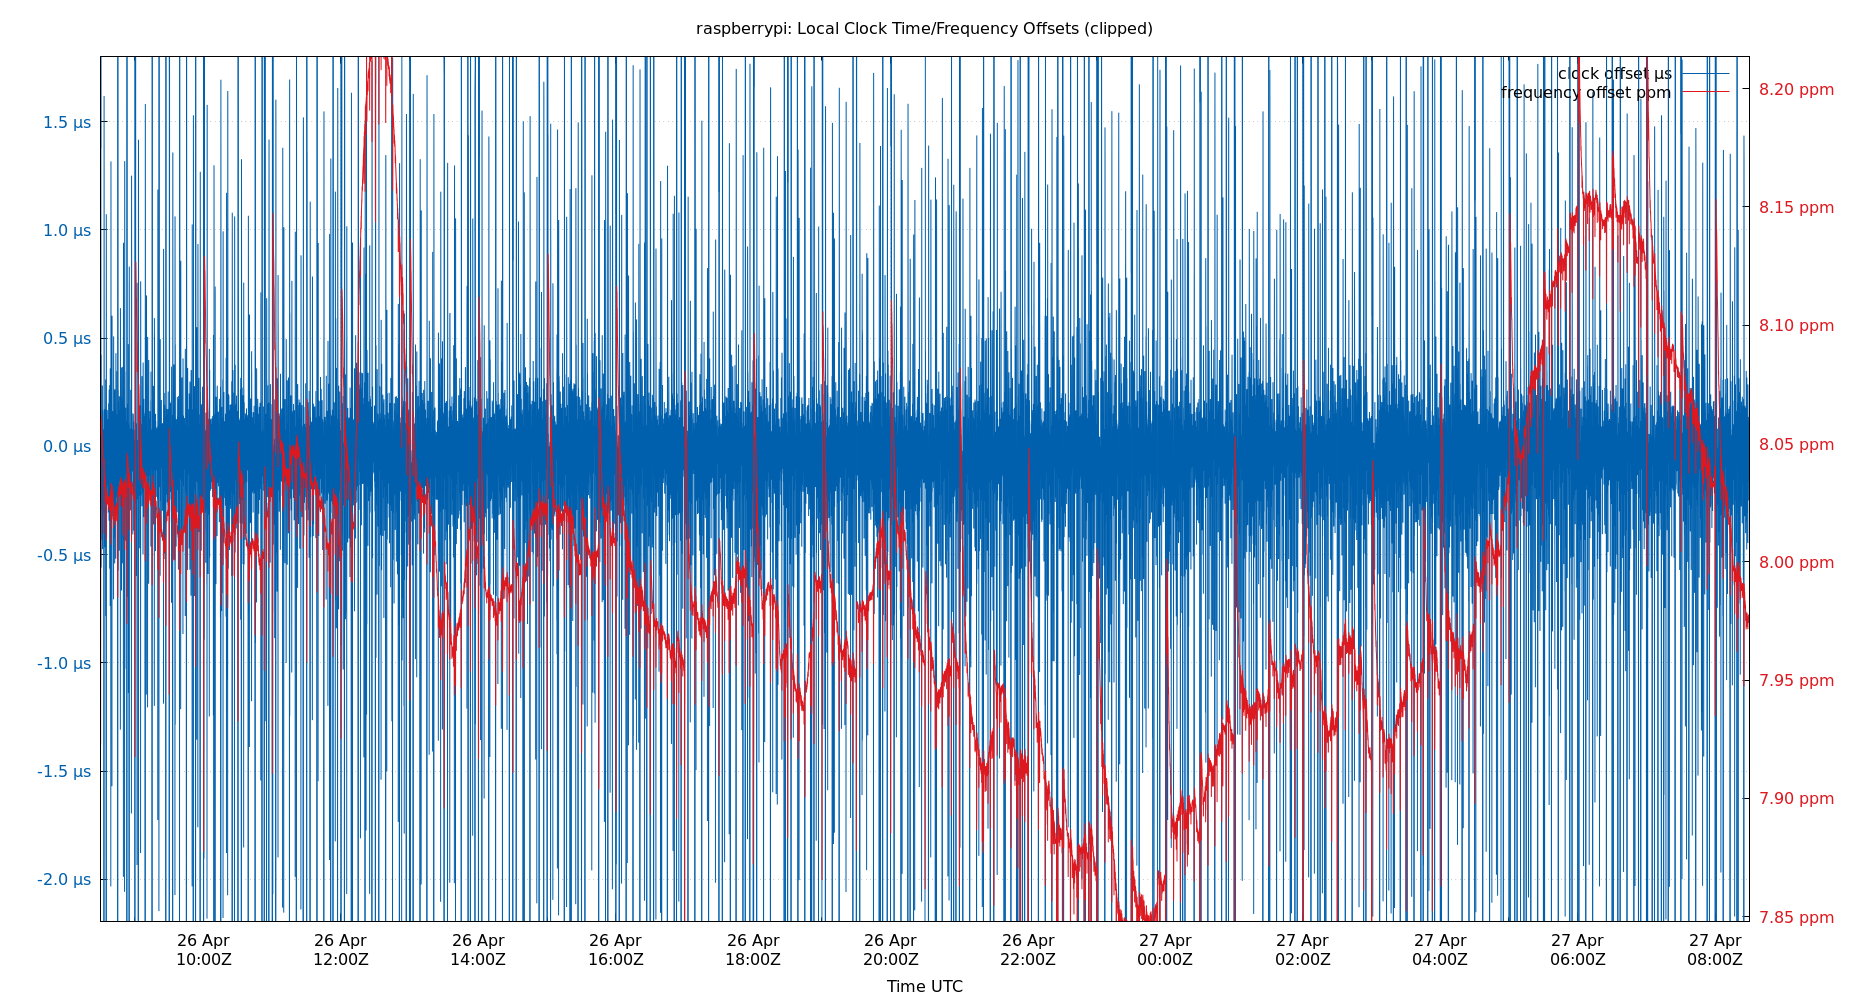 raspberrypi: Local Clock Time/Frequency Offsets (clipped)
clock offset µs
frequency offset ppm
1.5 µs
1.0 µs
0.5 µs
0.0 µs
-0.5 µs
-1.0 µs
-1.5 µs
-2.0 µs
8.20 ppm
8.15 ppm
8.10 ppm
8.05 ppm
8.00 ppm
7.95 ppm
7.90 ppm
7.85 ppm
26 Apr
10:00Z
26 Apr
12:00Z
26 Apr
14:00Z
26 Apr
16:00Z
26 Apr
18:00Z
26 Apr
20:00Z
26 Apr
22:00Z
27 Apr
00:00Z
27 Apr
02:00Z
27 Apr
04:00Z
27 Apr
06:00Z
27 Apr
08:00Z
Time UTC